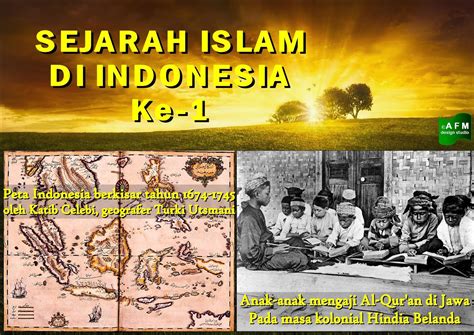 SEJARAH ISLAM
DI INDONESIA
Ke-1
eAFM
design studio
Peta Indonesia berkisar tahun 1674-1745
oleh Katib Celebi, geografer Turki Utsmani
Anak-anak mengaji Al-Qur'an di Jawa
Pada masa kolonial Hindia Belanda